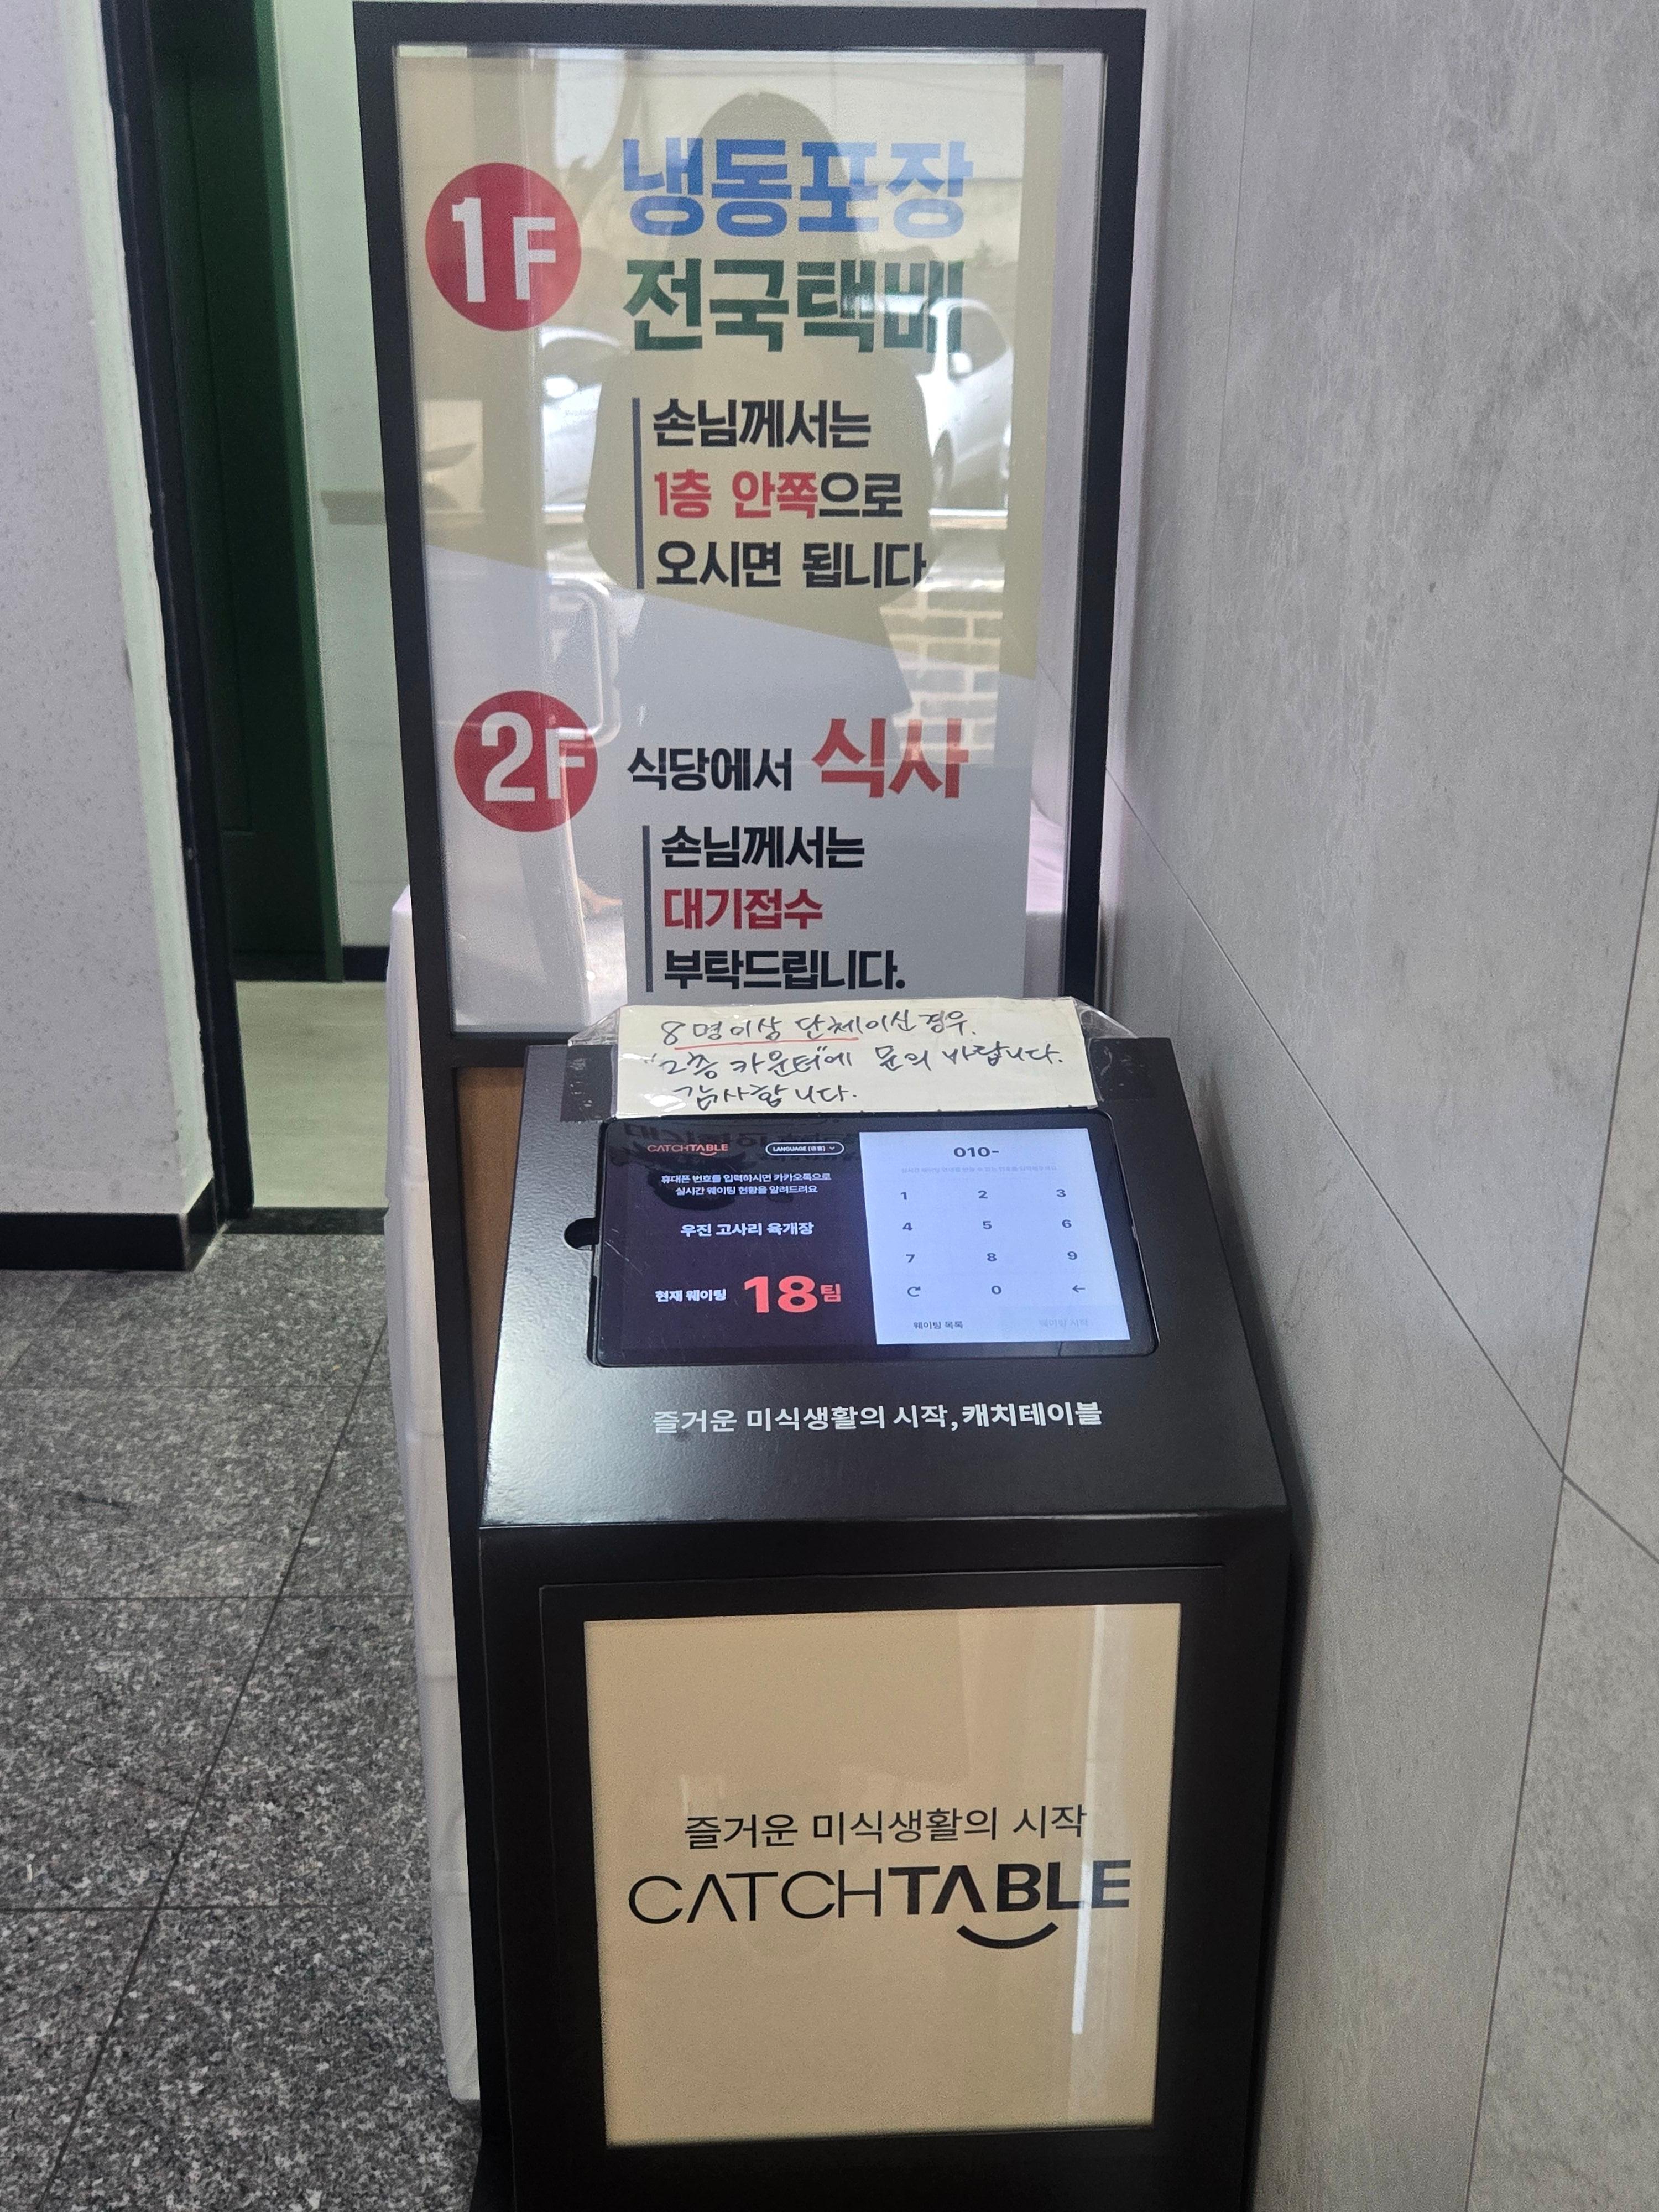 1F
냉동포장
전국택배
손님께서는
1층 안쪽으로
오시면 됩니다.
2F
식당에서 식사
손님께서는
대기접수
부탁드립니다.
8명이상 단체이신 경우.
"2층 카운터"에 문의 바랍니다.
감사합니다.
CATCHTABLE
LANGUAGE (语言)
휴대폰 번호를 입력하시면 카카오톡으로
실시간 웨이팅 현황을 알려드려요
우진 고사리 육개장
현재 웨이팅 18팀
010-
1 2 3
4 5 6
7 8 9
0 ←
웨이팅 목록
즐거운 미식생활의 시작,캐치테이블
즐거운 미식생활의 시작
CATCHTABLE